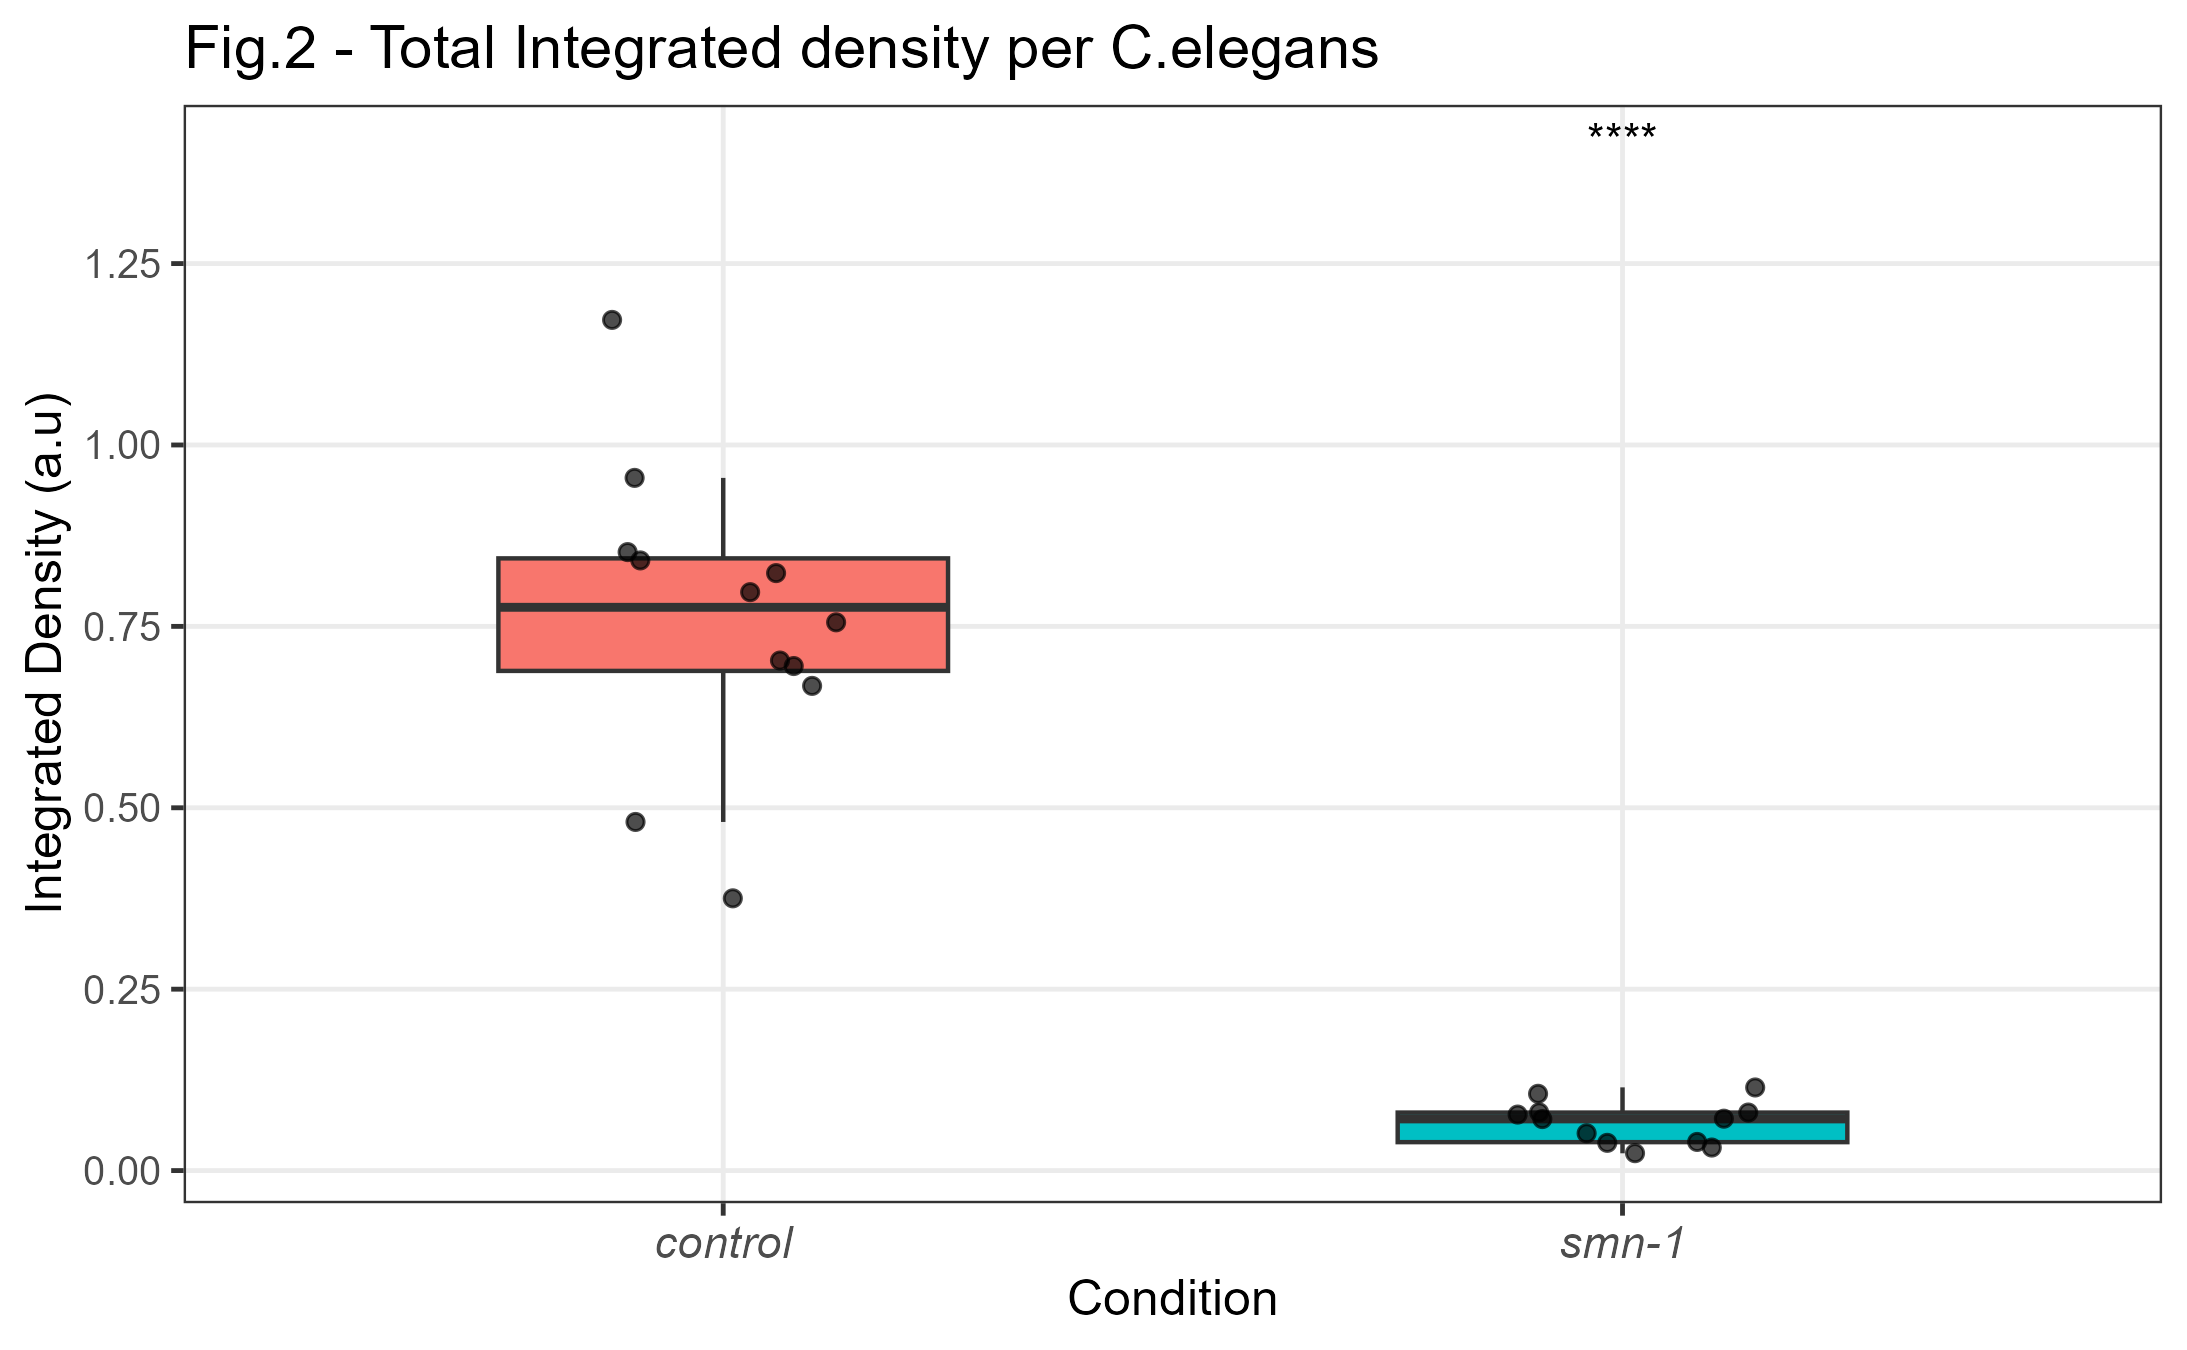 Fig.2 - Total Integrated density per C.elegans
****
Integrated Density (a.u)
1.25
1.00
0.75
0.50
0.25
0.00
control smn-1
Condition